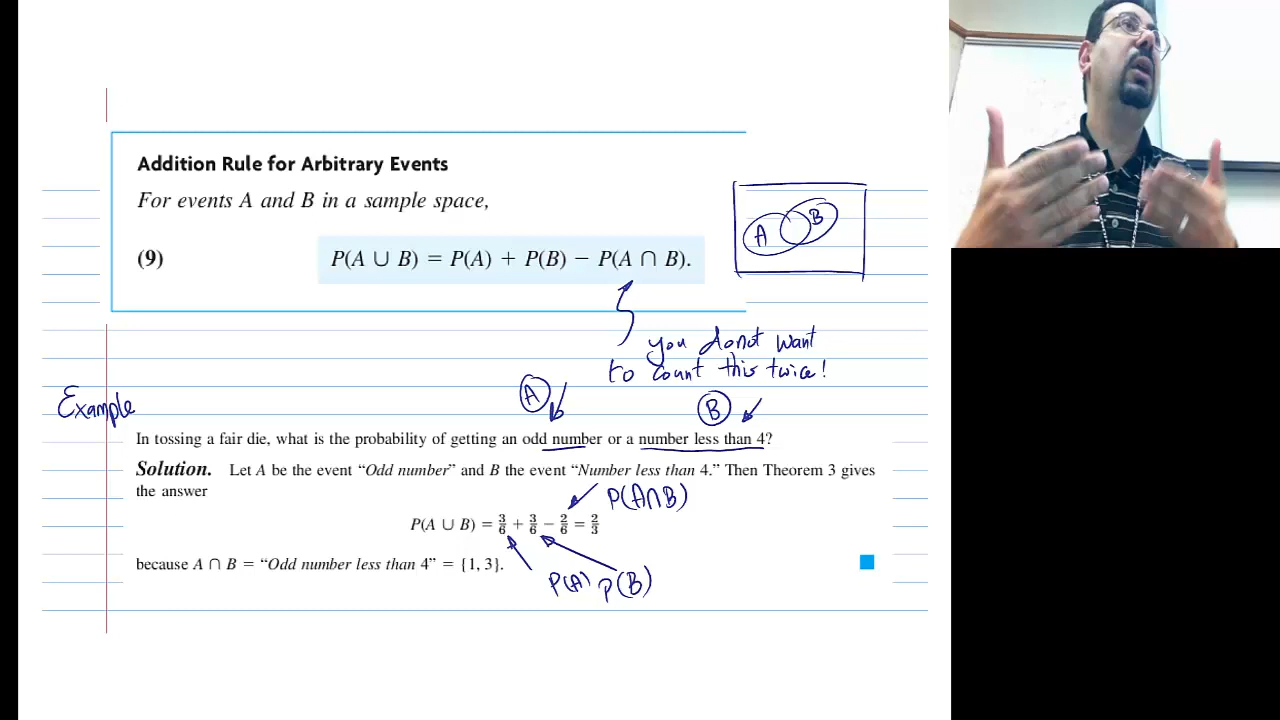 Addition Rule for Arbitrary Events
For events A and B in a sample space,
(9) P(A ∪ B) = P(A) + P(B) − P(A ∩ B).
A B
you donot want
to count this twice!
Example
A B
In tossing a fair die, what is the probability of getting an odd number or a number less than 4?
Solution. Let A be the event “Odd number” and B the event “Number less than 4.” Then Theorem 3 gives
the answer
P(A∩B)
P(A ∪ B) = 3/6 + 3/6 − 2/6 = 2/3
because A ∩ B = “Odd number less than 4” = {1, 3}.
P(A) P(B)